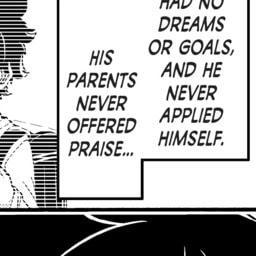 HAD NO
DREAMS
OR GOALS,
AND HE
NEVER
APPLIED
HIMSELF.
HIS
PARENTS
NEVER
OFFERED
PRAISE...